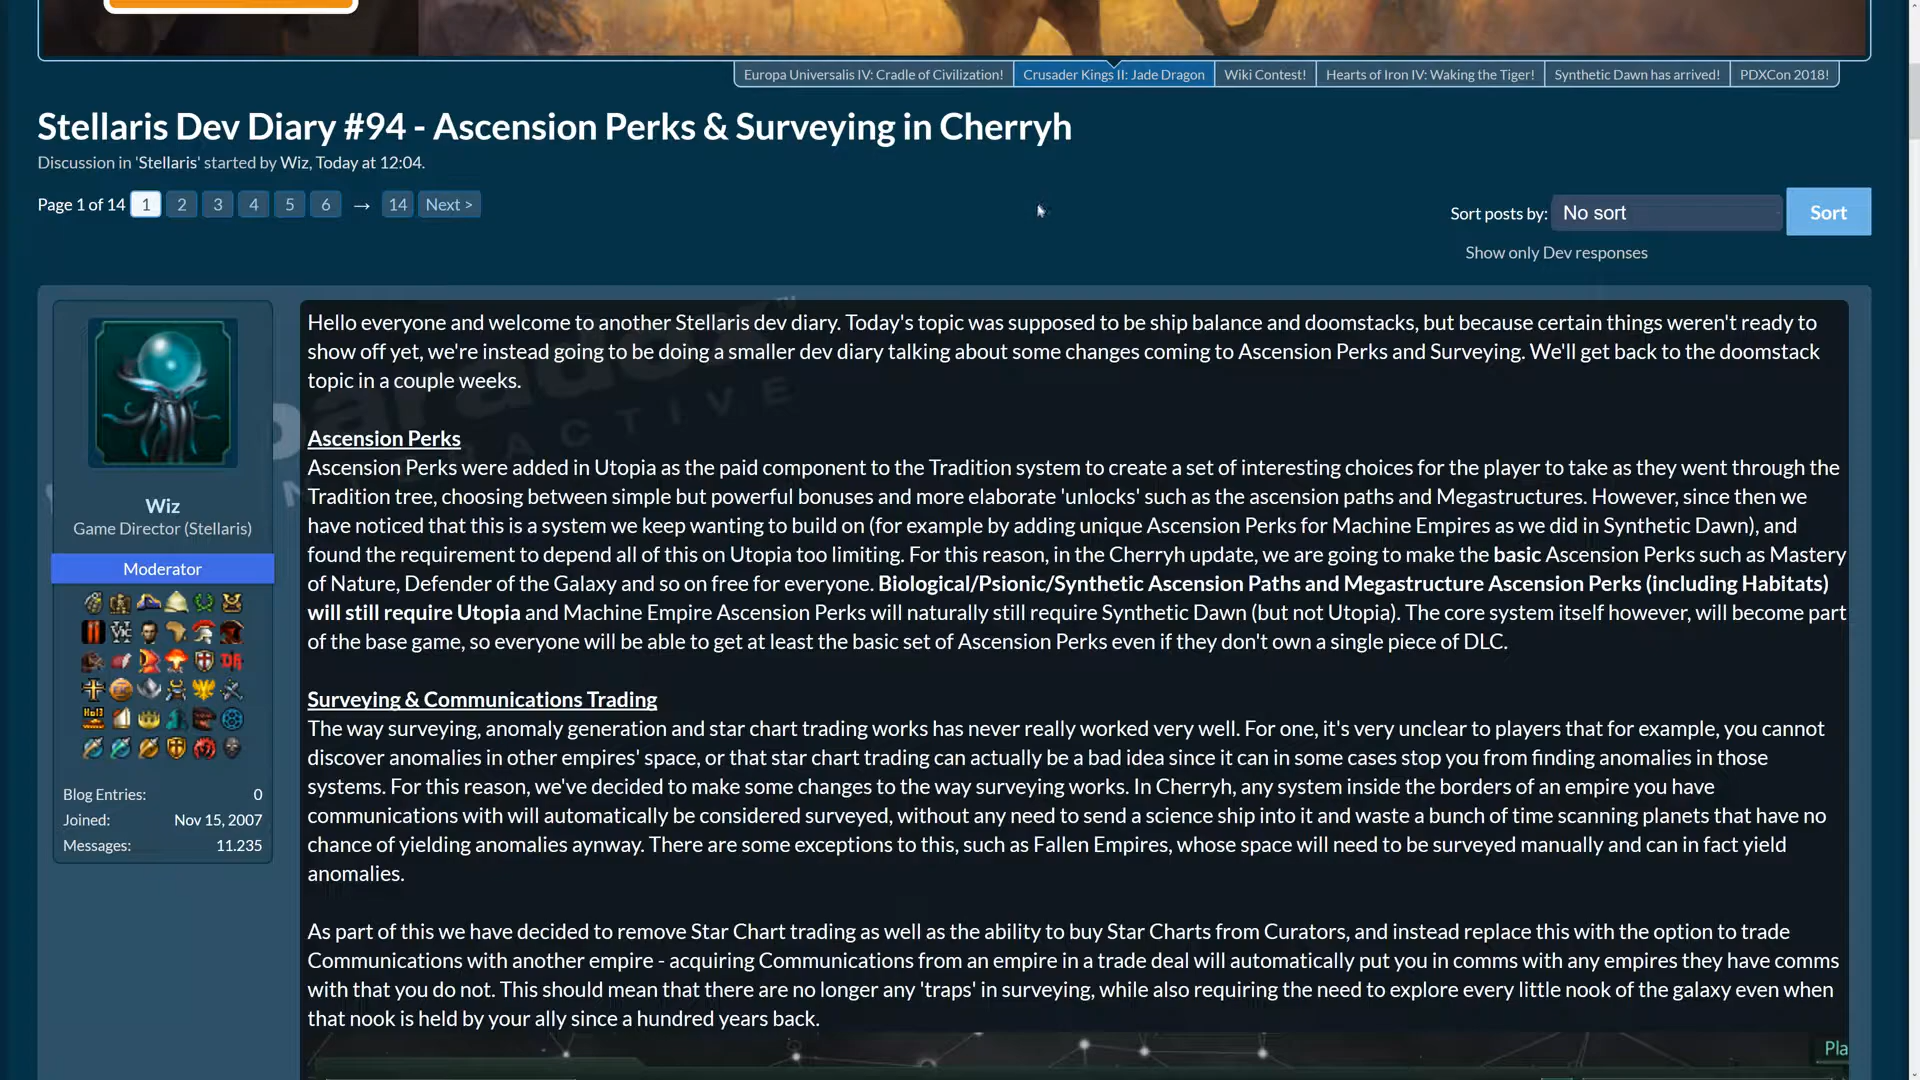 Europa Universalis IV: Cradle of Civilization!
Crusader Kings II: Jade Dragon
Wiki Contest!
Hearts of Iron IV: Waking the Tiger!
Synthetic Dawn has arrived!
PDXCon 2018!
Stellaris Dev Diary #94 - Ascension Perks & Surveying in Cherryh
Discussion in 'Stellaris' started by Wiz, Today at 12:04.
Page 1 of 14 1 2 3 4 5 6 → 14 Next >
Sort posts by: No sort Sort
Show only Dev responses
Wiz
Game Director (Stellaris)
Moderator
Blog Entries: 0
Joined: Nov 15, 2007
Messages: 11.235
Hello everyone and welcome to another Stellaris dev diary. Today's topic was supposed to be ship balance and doomstacks, but because certain things weren't ready to
show off yet, we're instead going to be doing a smaller dev diary talking about some changes coming to Ascension Perks and Surveying. We'll get back to the doomstack
topic in a couple weeks.
Ascension Perks
Ascension Perks were added in Utopia as the paid component to the Tradition system to create a set of interesting choices for the player to take as they went through the
Tradition tree, choosing between simple but powerful bonuses and more elaborate 'unlocks' such as the ascension paths and Megastructures. However, since then we
have noticed that this is a system we keep wanting to build on (for example by adding unique Ascension Perks for Machine Empires as we did in Synthetic Dawn), and
found the requirement to depend all of this on Utopia too limiting. For this reason, in the Cherryh update, we are going to make the basic Ascension Perks such as Mastery
of Nature, Defender of the Galaxy and so on free for everyone. Biological/Psionic/Synthetic Ascension Paths and Megastructure Ascension Perks (including Habitats)
will still require Utopia and Machine Empire Ascension Perks will naturally still require Synthetic Dawn (but not Utopia). The core system itself however, will become part
of the base game, so everyone will be able to get at least the basic set of Ascension Perks even if they don't own a single piece of DLC.
Surveying & Communications Trading
The way surveying, anomaly generation and star chart trading works has never really worked very well. For one, it's very unclear to players that for example, you cannot
discover anomalies in other empires' space, or that star chart trading can actually be a bad idea since it can in some cases stop you from finding anomalies in those
systems. For this reason, we've decided to make some changes to the way surveying works. In Cherryh, any system inside the borders of an empire you have
communications with will automatically be considered surveyed, without any need to send a science ship into it and waste a bunch of time scanning planets that have no
chance of yielding anomalies aynway. There are some exceptions to this, such as Fallen Empires, whose space will need to be surveyed manually and can in fact yield
anomalies.
As part of this we have decided to remove Star Chart trading as well as the ability to buy Star Charts from Curators, and instead replace this with the option to trade
Communications with another empire - acquiring Communications from an empire in a trade deal will automatically put you in comms with any empires they have comms
with that you do not. This should mean that there are no longer any 'traps' in surveying, while also requiring the need to explore every little nook of the galaxy even when
that nook is held by your ally since a hundred years back.
Pla